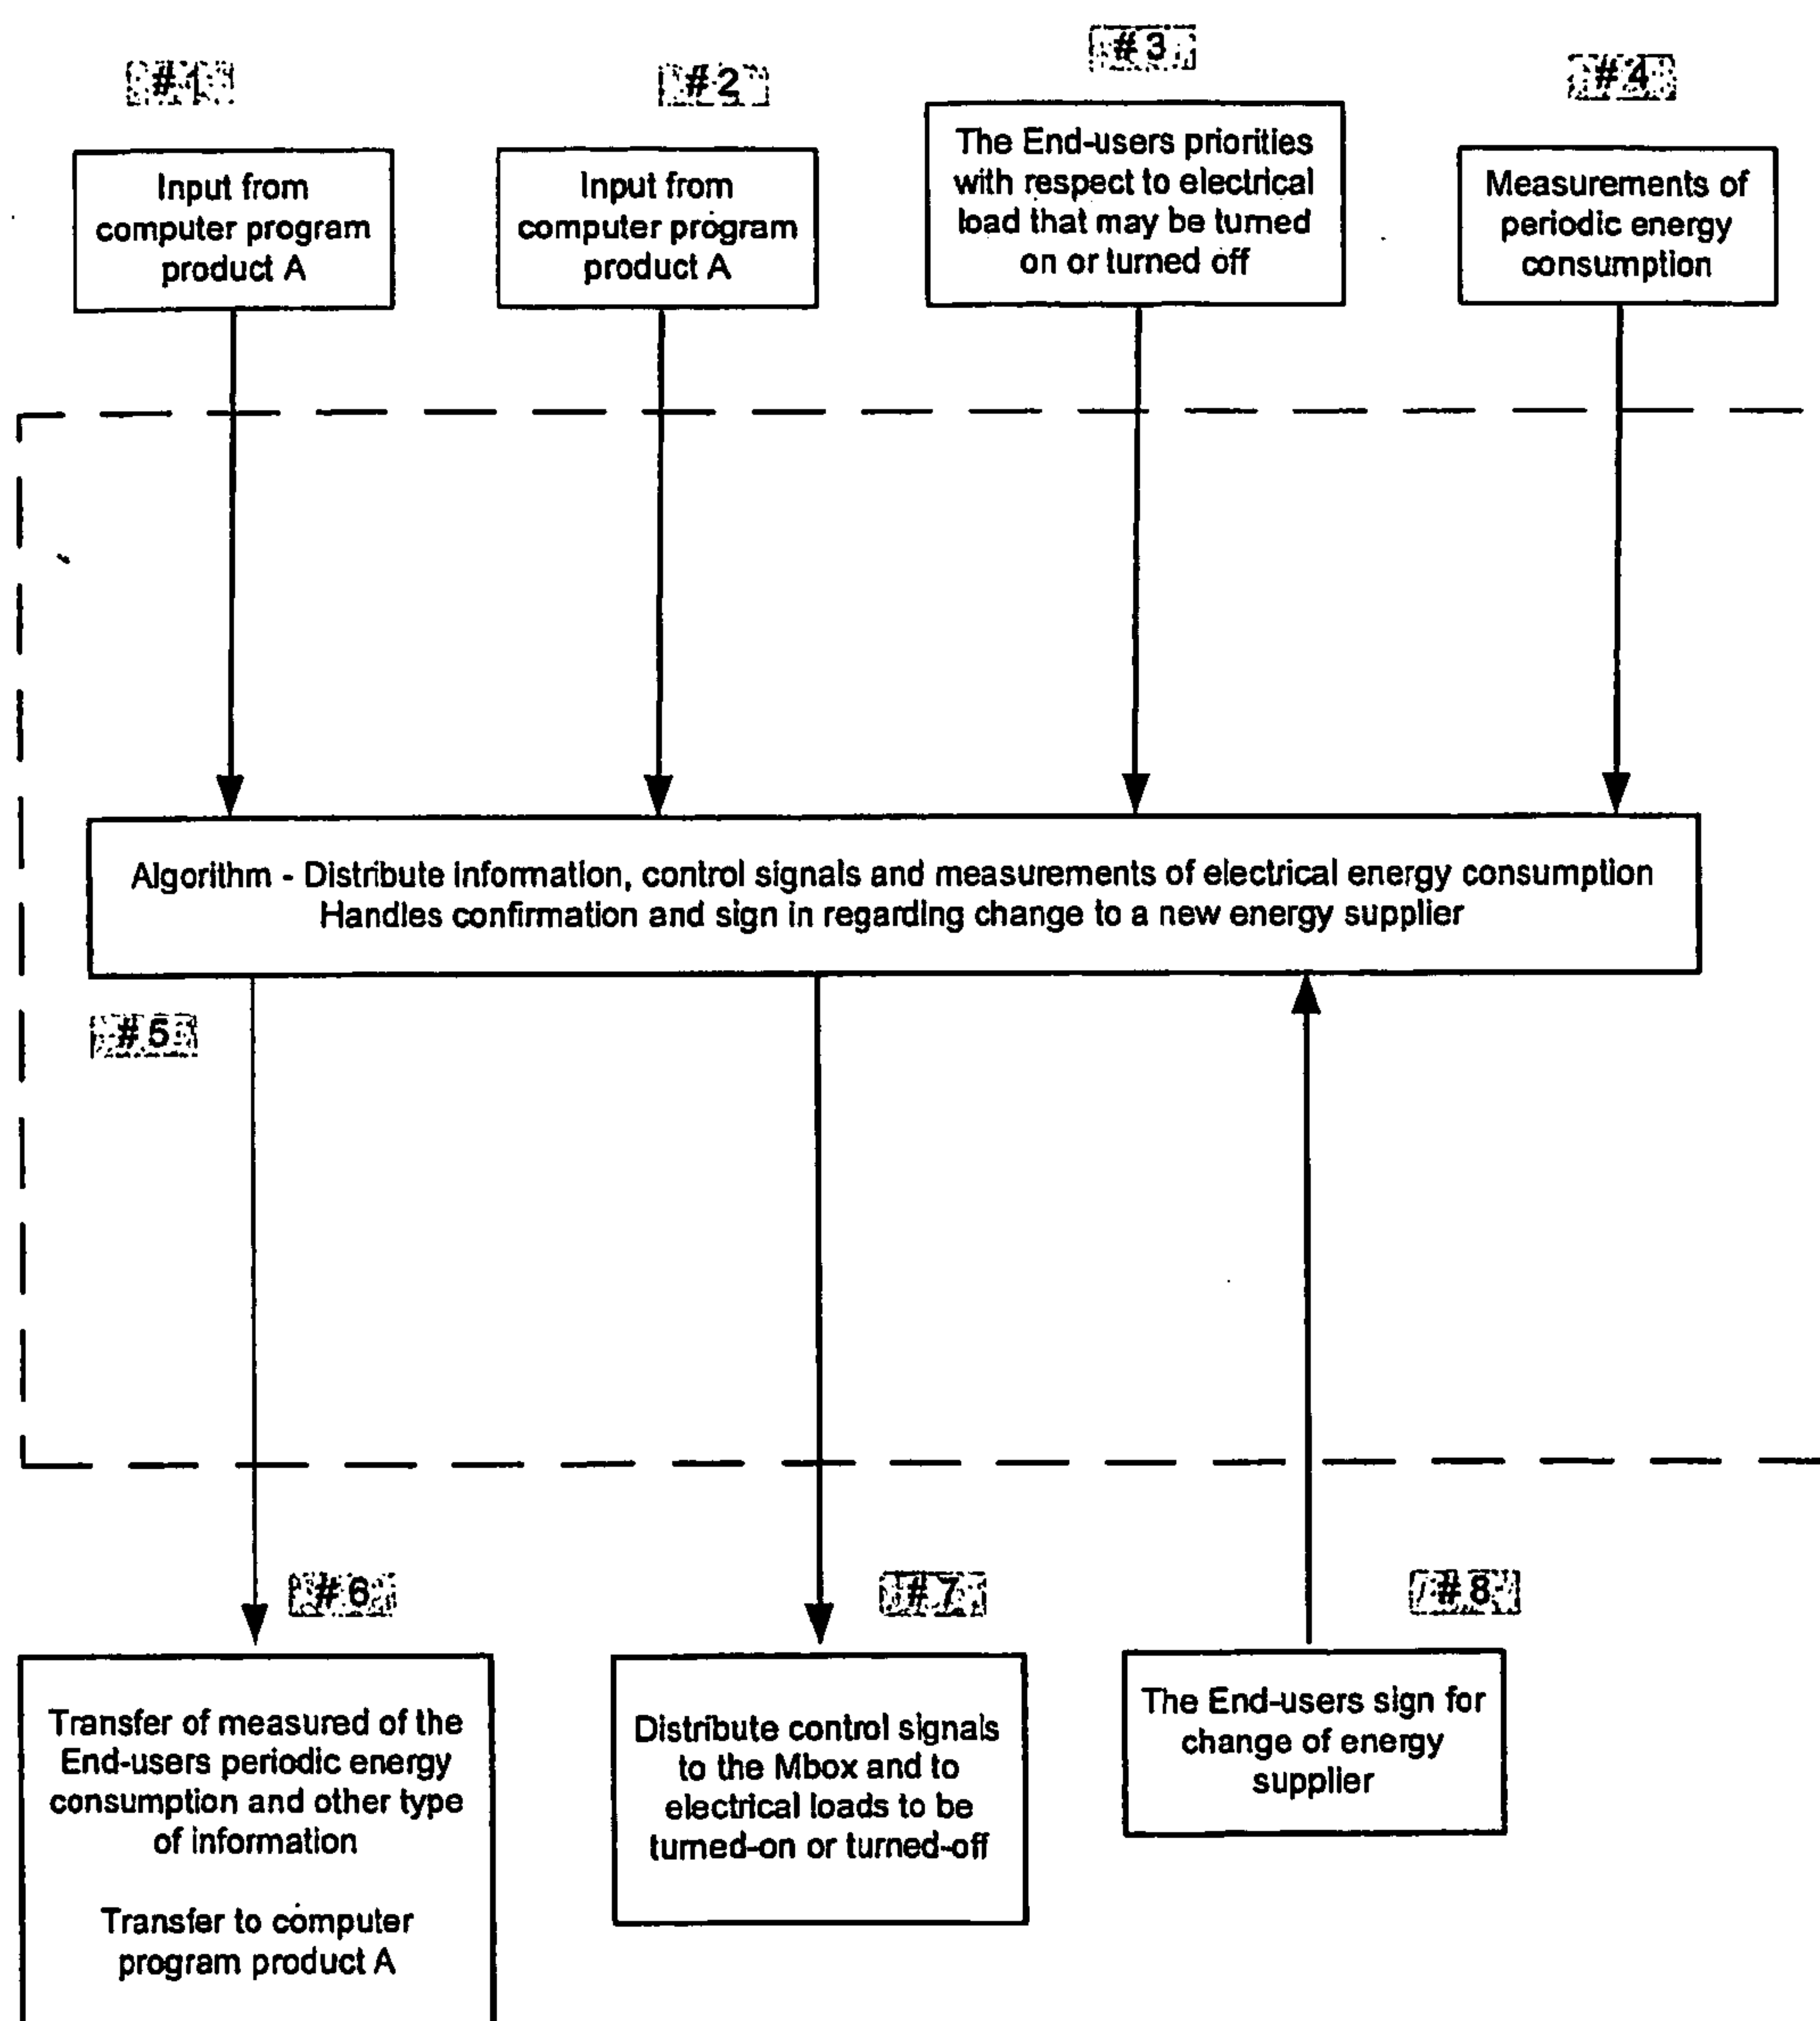 #1
#2
#3
#4
Input from
computer program
product A
Input from
computer program
product A
The End-users priorities
with respect to electrical
load that may be turned
on or turned off
Measurements of
periodic energy
consumption
Algorithm - Distribute information, control signals and measurements of electrical energy consumption
Handles confirmation and sign in regarding change to a new energy supplier
#5
#6
#7
#8
Transfer of measured of the
End-users periodic energy
consumption and other type
of information
Transfer to computer
program product A
Distribute control signals
to the Mbox and to
electrical loads to be
turned-on or turned-off
The End-users sign for
change of energy
supplier